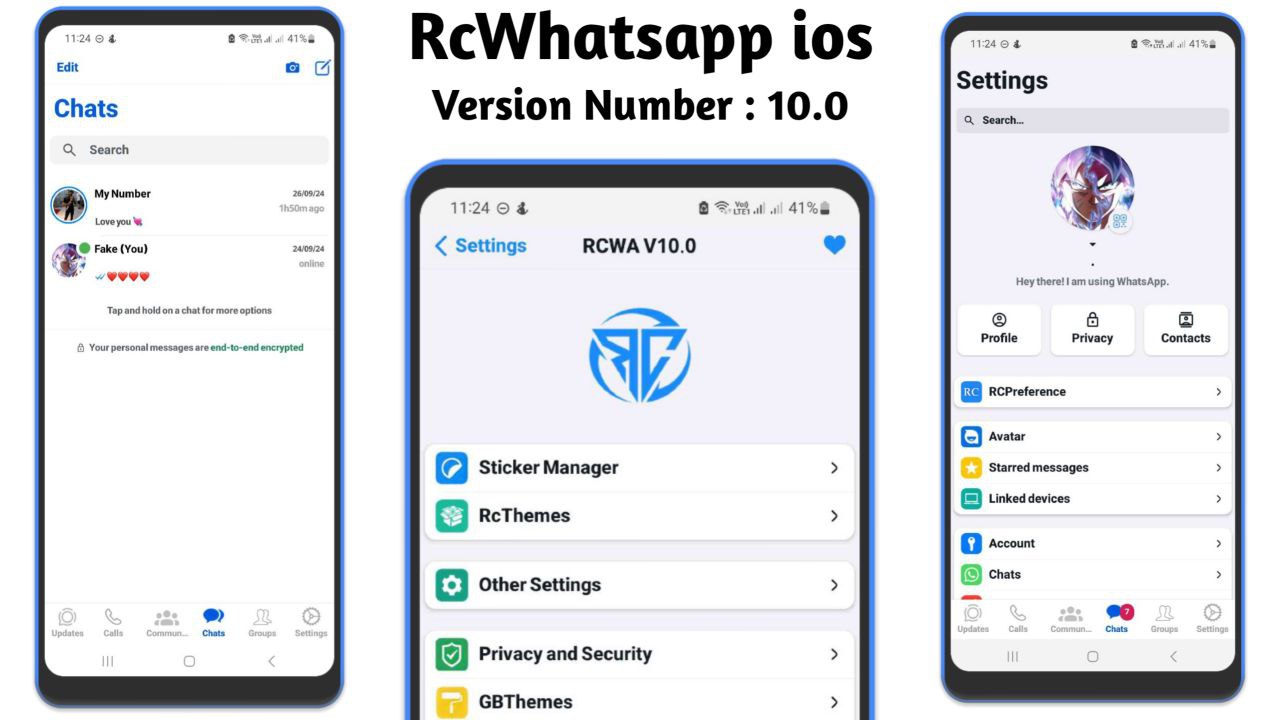 RcWhatsapp ios
Version Number : 10.0
11:24
41%
Edit
Chats
Search
My Number
26/09/24
Love you
1h50m ago
Fake (You)
24/09/24
online
Tap and hold on a chat for more options
Your personal messages are end-to-end encrypted
Updates
Calls
Commun...
Chats
Groups
Settings
11:24
Vo))
LTE1
41%
Settings
RCWA V10.0
RC
Sticker Manager
RcThemes
Other Settings
Privacy and Security
GBThemes
11:24
41%
Settings
Search...
Hey there! I am using WhatsApp.
Profile
Privacy
Contacts
RC
RCPreference
Avatar
Starred messages
Linked devices
Account
Chats
7
Updates
Calls
Commun...
Chats
Groups
Settings